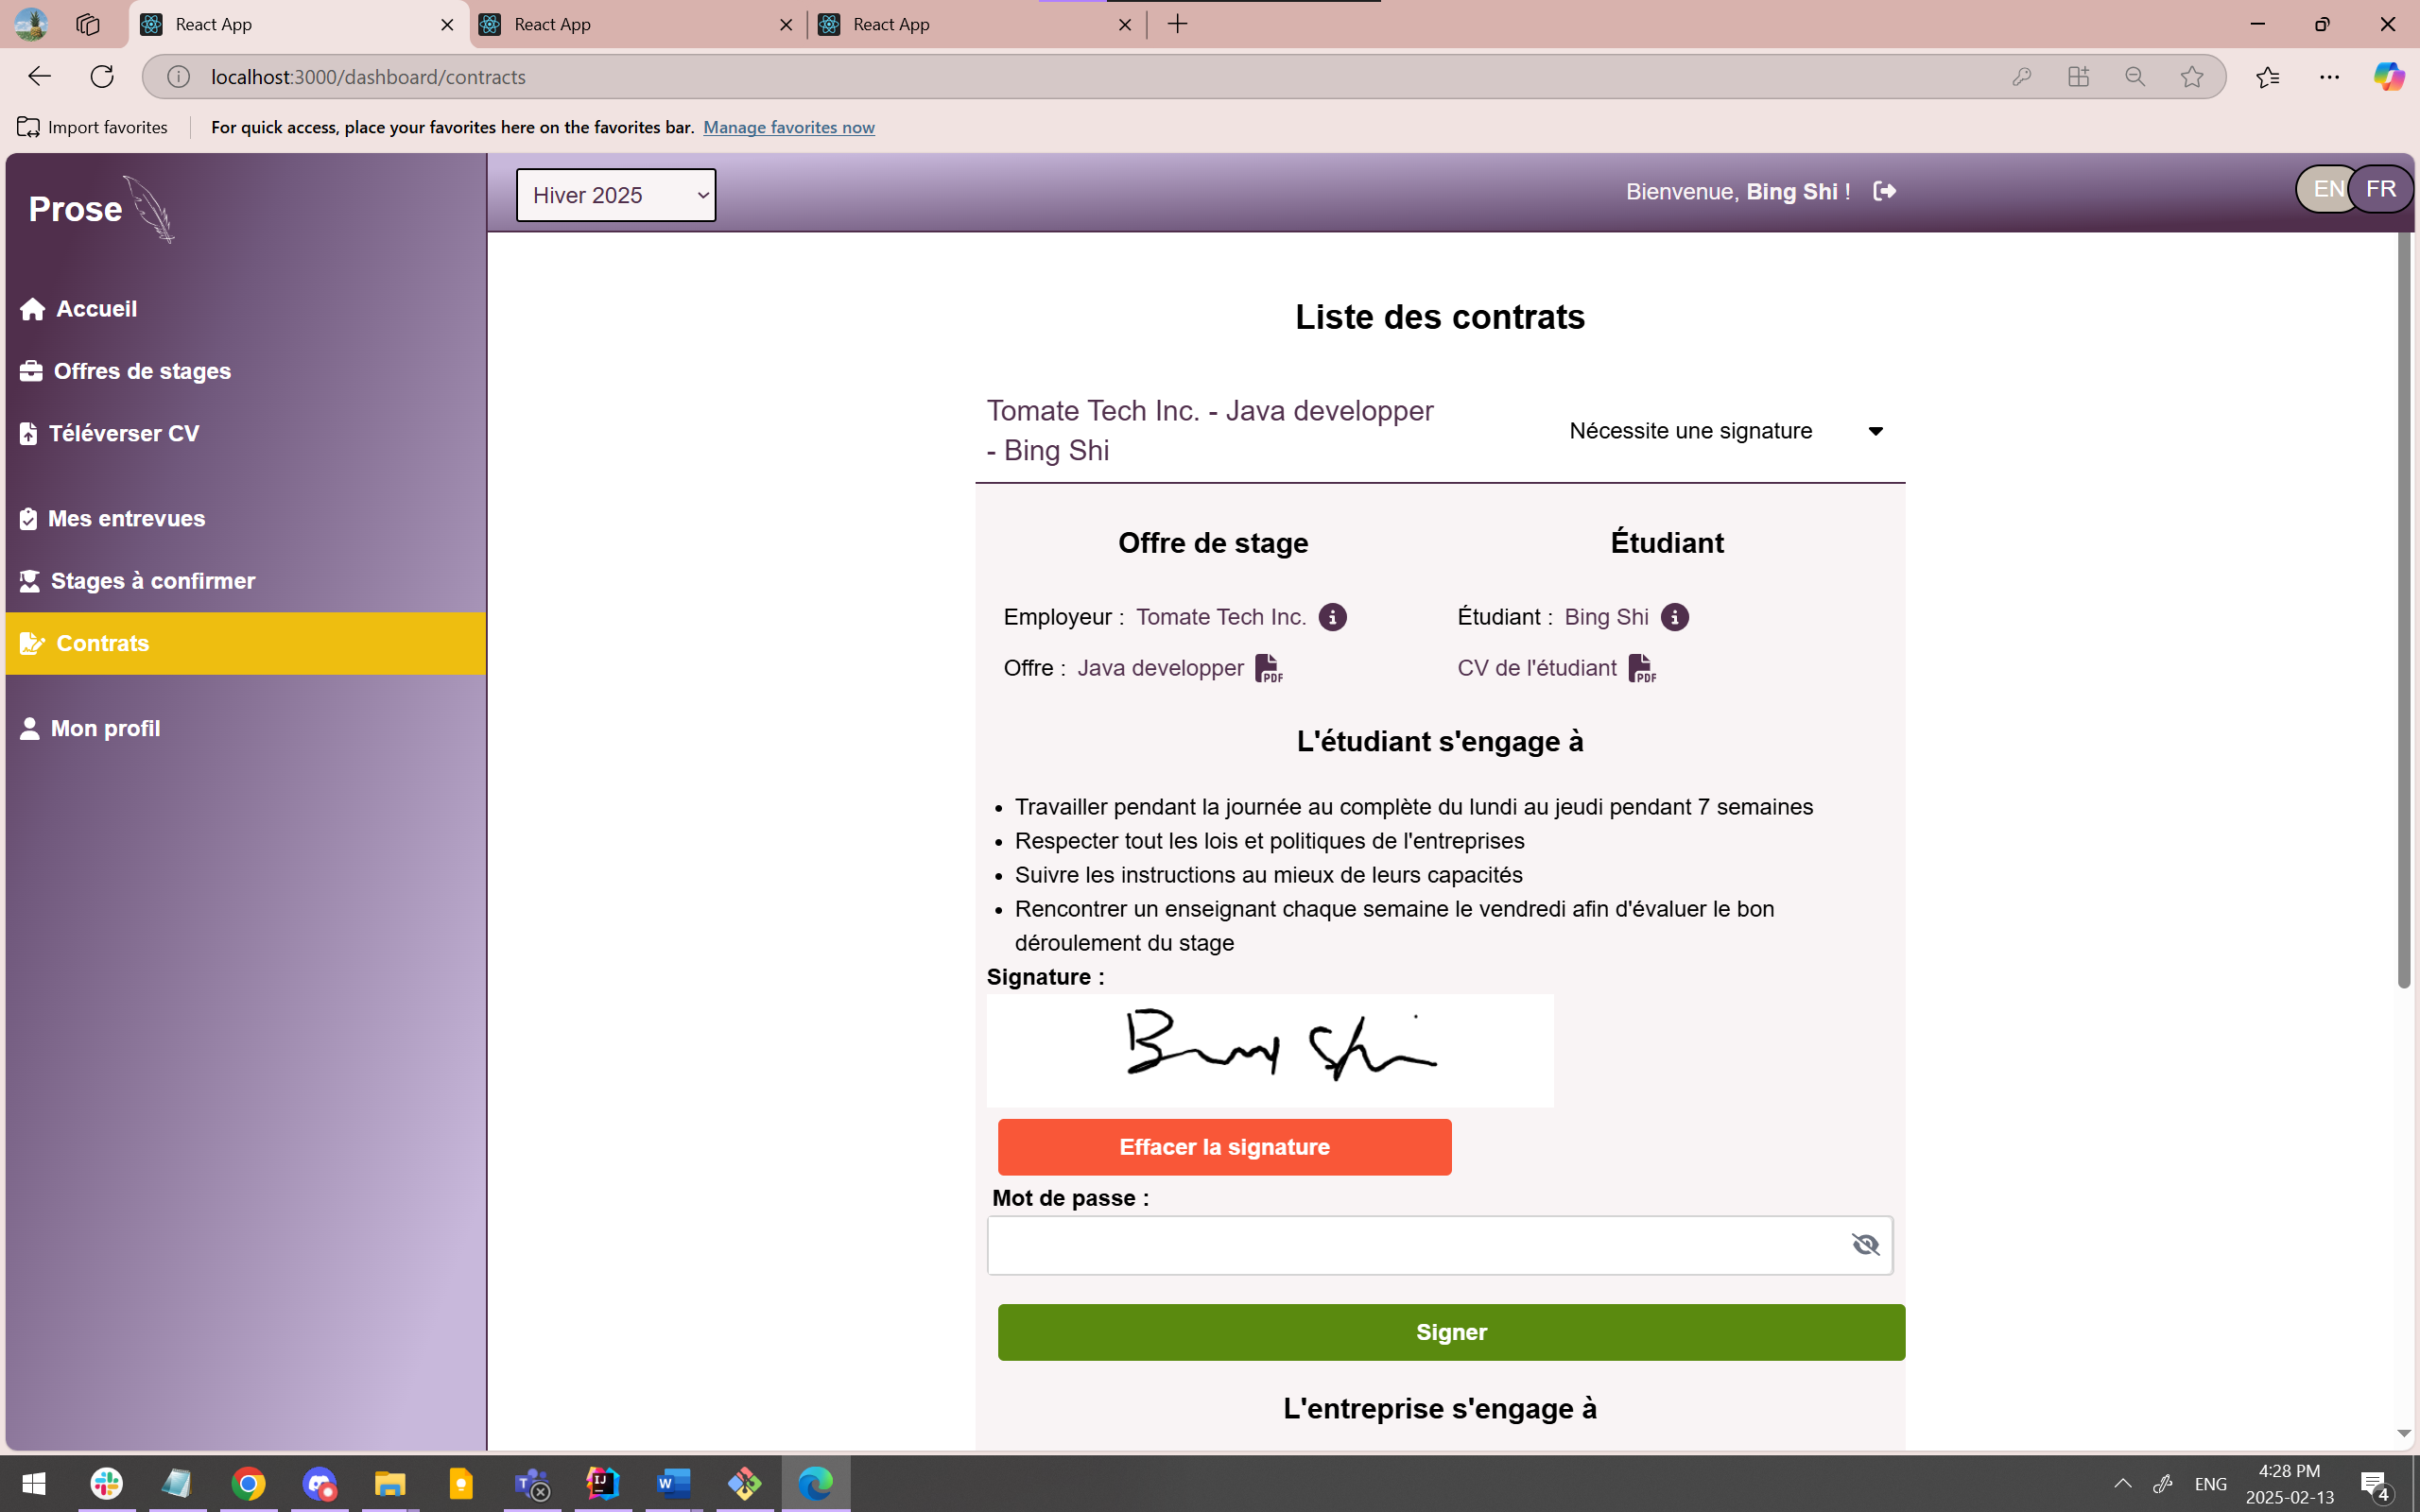 React App
React App
React App
localhost:3000/dashboard/contracts
Import favorites
For quick access, place your favorites here on the favorites bar. Manage favorites now
Prose
Hiver 2025
Bienvenue, Bing Shi !
EN FR
Accueil
Offres de stages
Téléverser CV
Mes entrevues
Stages à confirmer
Contrats
Mon profil
Liste des contrats
Tomate Tech Inc. - Java developper
- Bing Shi
Nécessite une signature
Offre de stage
Étudiant
Employeur : Tomate Tech Inc.
Étudiant : Bing Shi
Offre : Java developper PDF
CV de l'étudiant PDF
L'étudiant s'engage à
• Travailler pendant la journée au complète du lundi au jeudi pendant 7 semaines
• Respecter tout les lois et politiques de l'entreprises
• Suivre les instructions au mieux de leurs capacités
• Rencontrer un enseignant chaque semaine le vendredi afin d'évaluer le bon
déroulement du stage
Signature :
Bing Shi
Effacer la signature
Mot de passe :
Signer
L'entreprise s'engage à
ENG
4:28 PM
2025-02-13
4